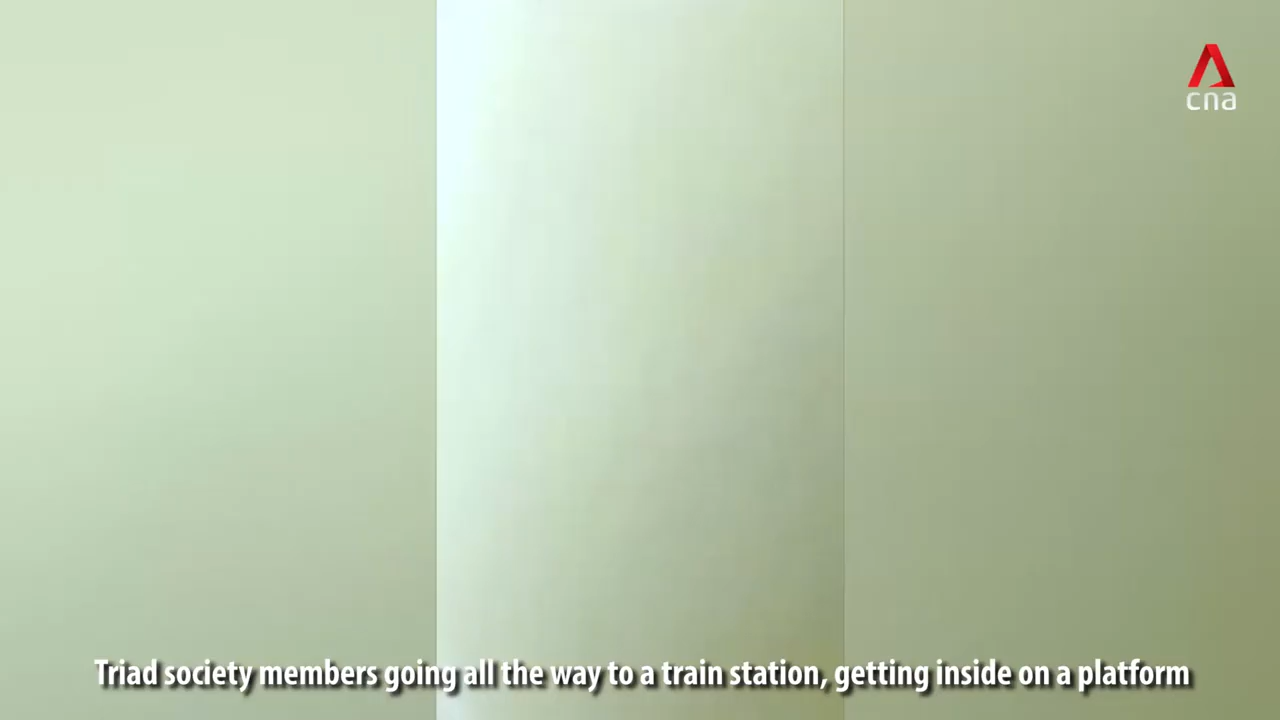 cna
Triad society members going all the way to a train station, getting inside on a platform